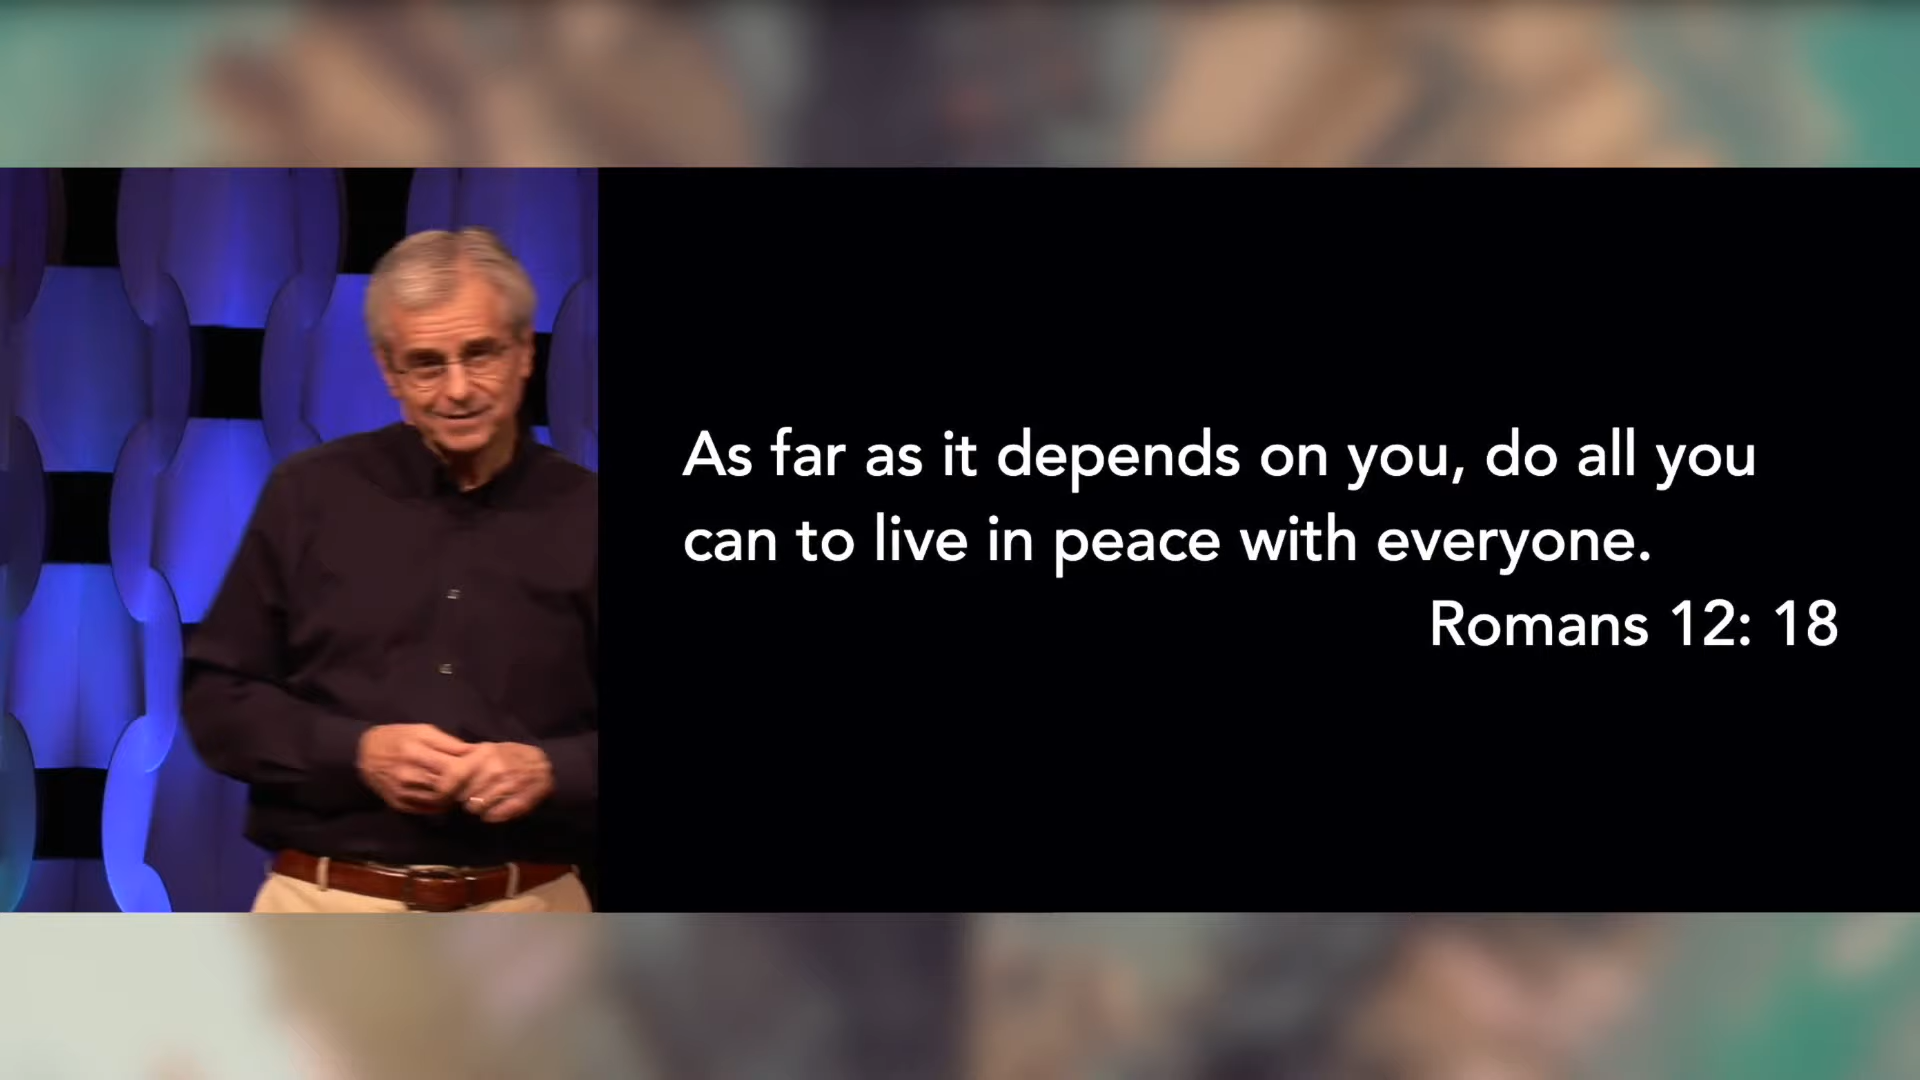 As far as it depends on you, do all you
can to live in peace with everyone.
Romans 12: 18